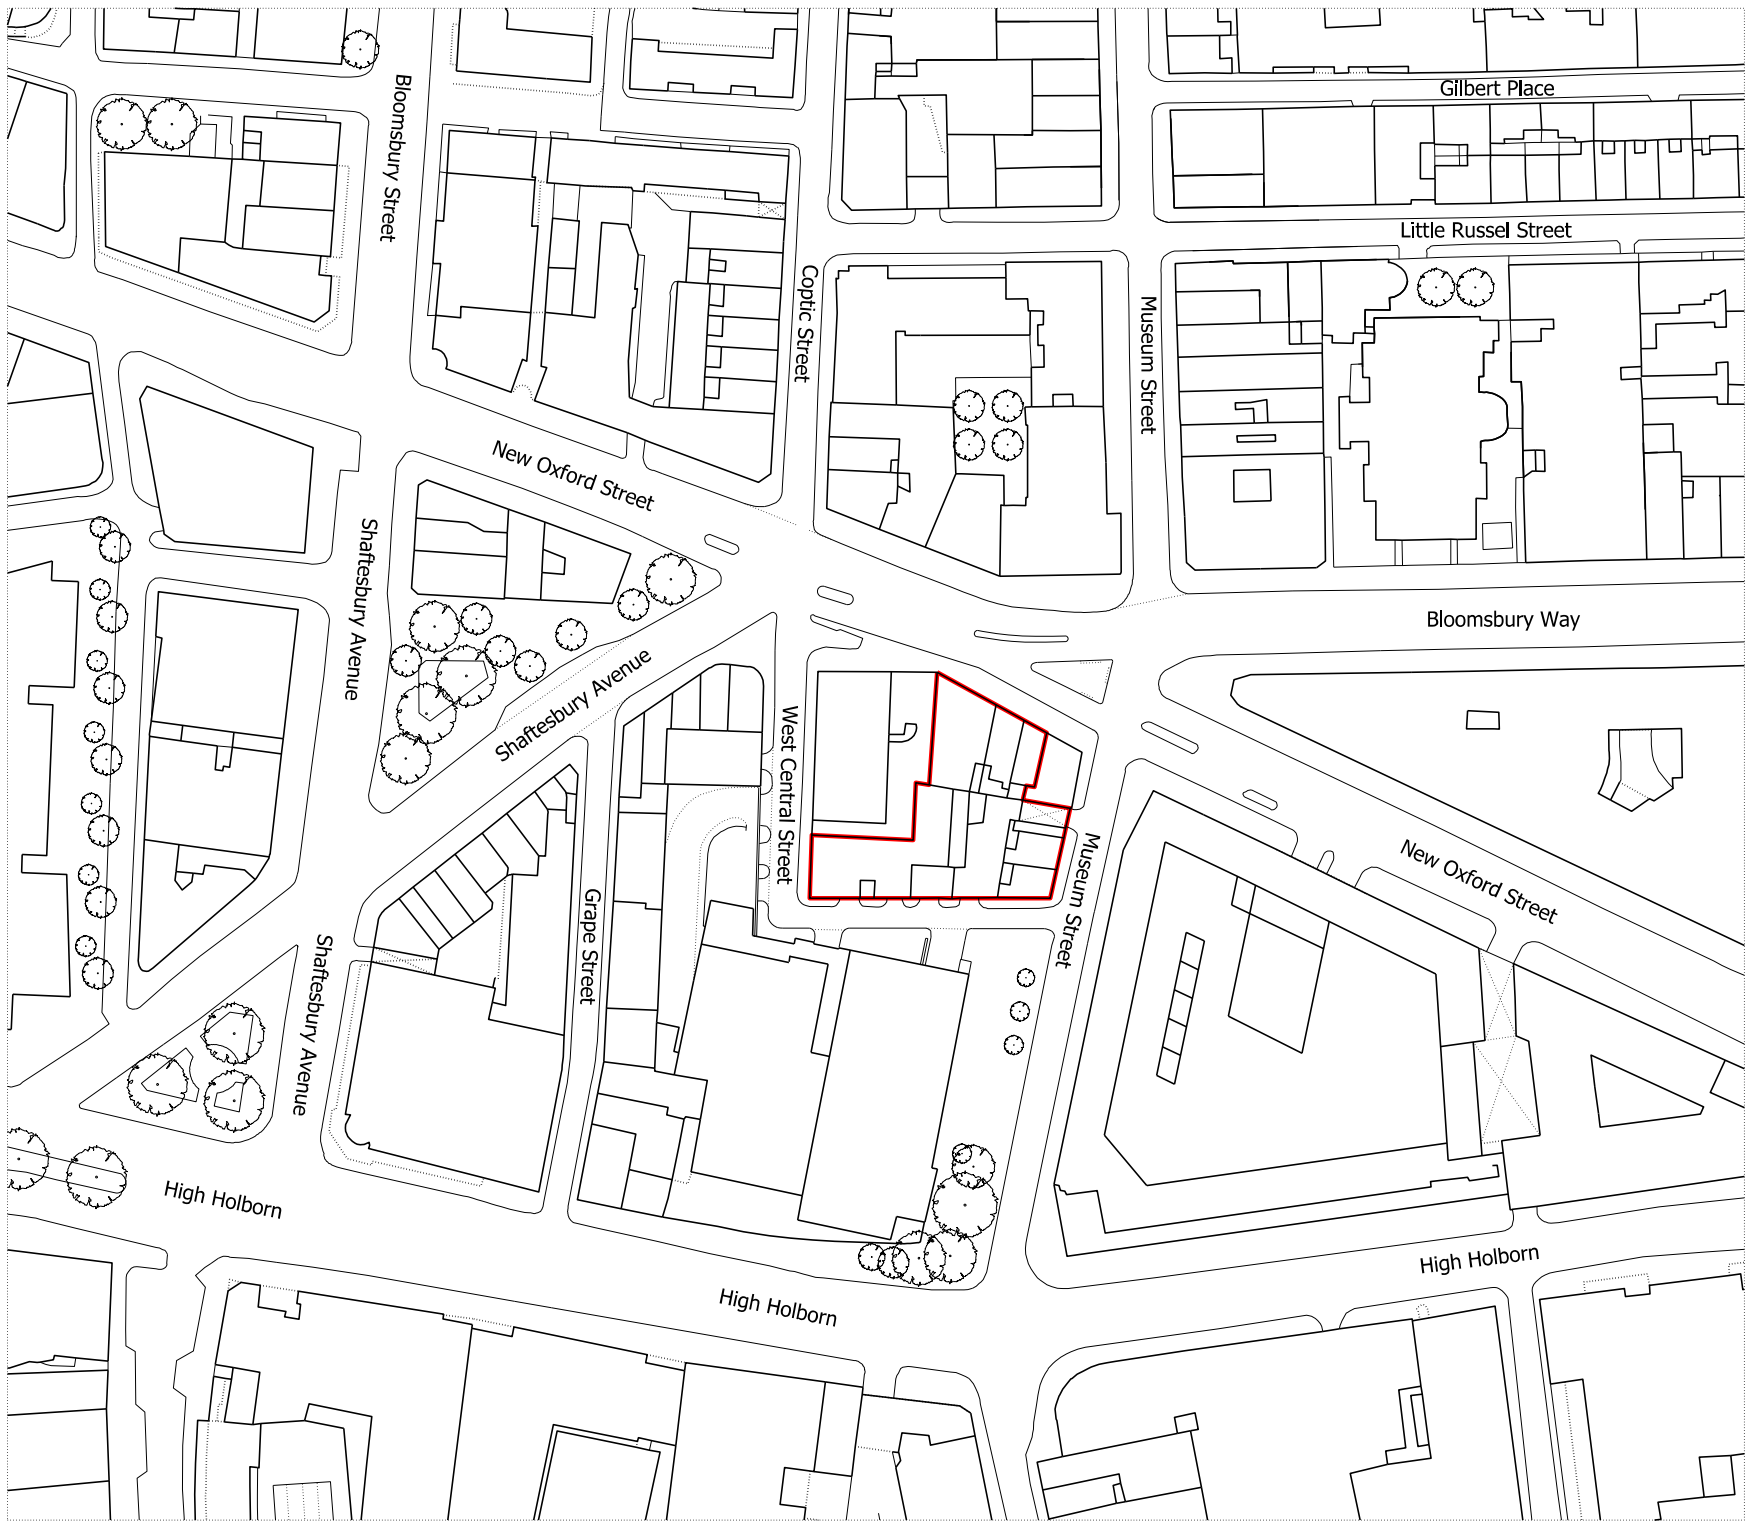 Gilbert Place
Bloomsbury Street
Little Russel Street
Coptic Street
Museum Street
New Oxford Street
Shaftesbury Avenue
Bloomsbury Way
Shaftesbury Avenue
West Central Street
Museum Street
New Oxford Street
Grape Street
Shaftesbury Avenue
High Holborn
High Holborn
High Holborn